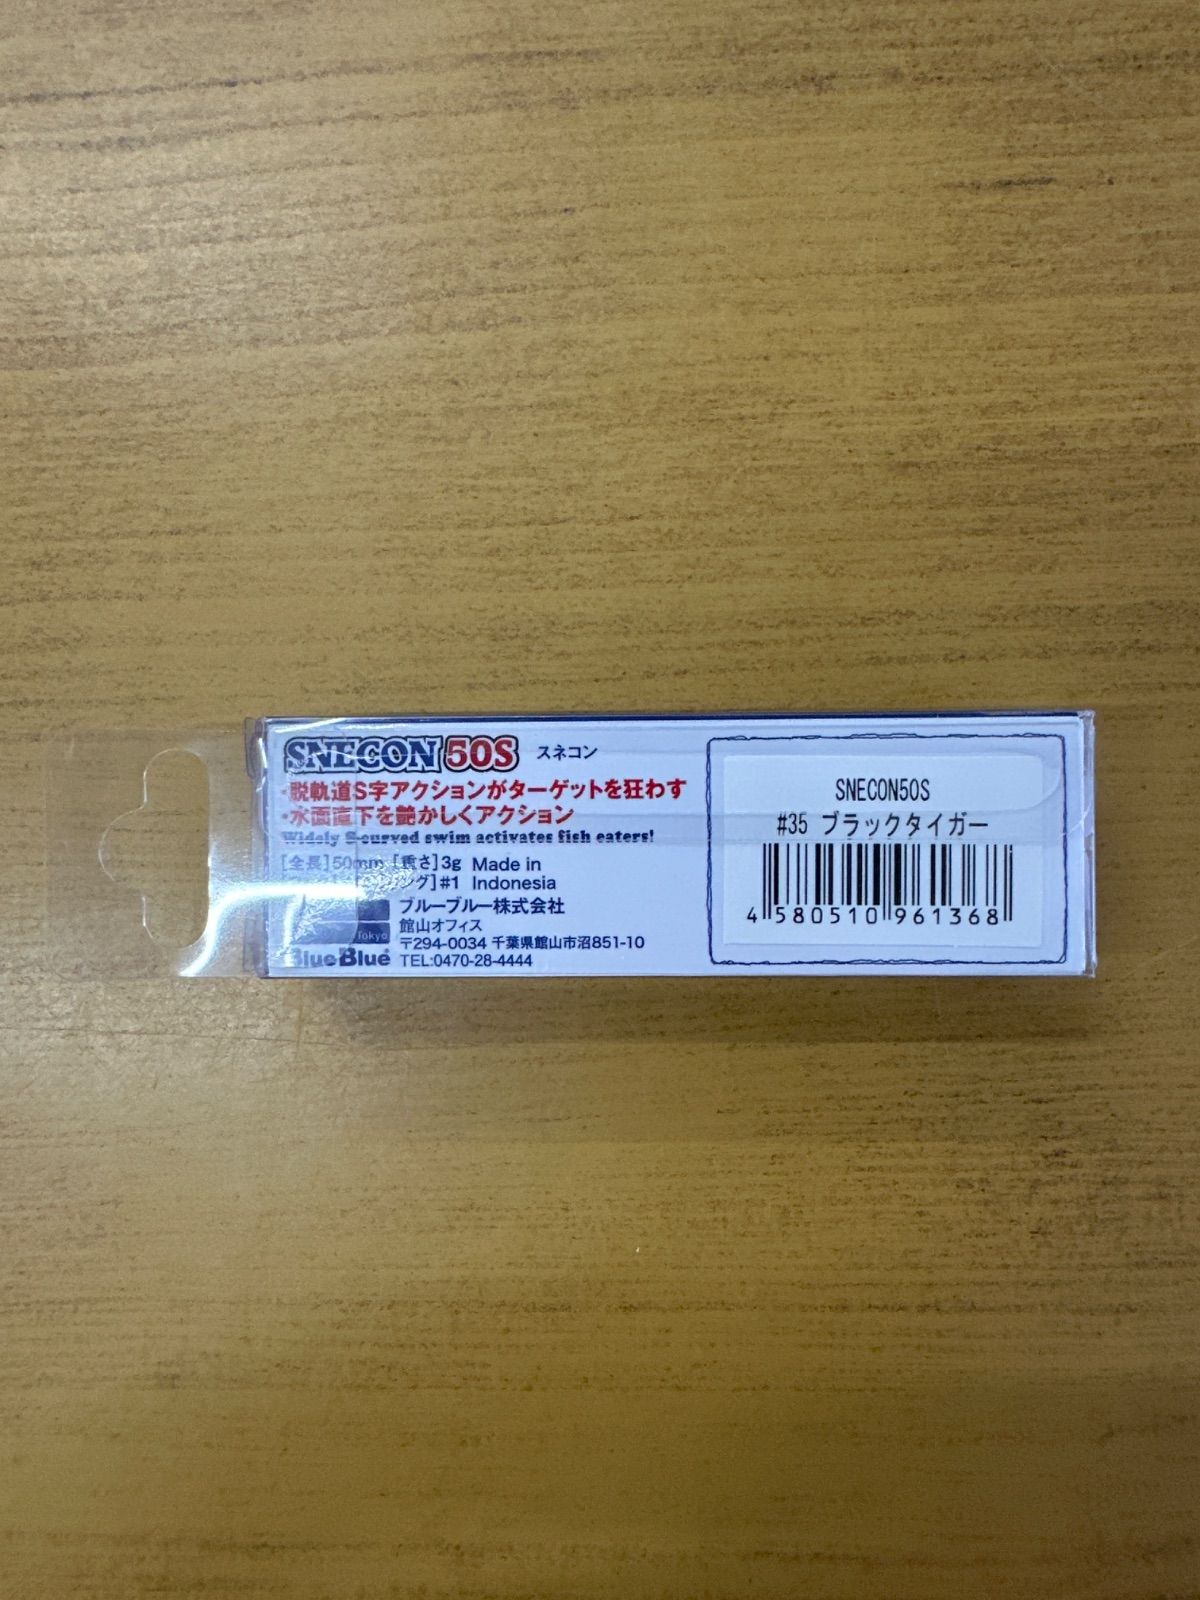 SNECON 50S スネコン
・脱軌道S字アクションがターゲットを狂わす
・水面直下を艶かしくアクション
Widely S-curved swim activates fish eaters!
[全長]50mm [重さ]3g Made in
ング]#1 Indonesia
ブルーブルー株式会社
館山オフィス
Tokyo
〒294-0034 千葉県館山市沼851-10
BlueBlue TEL:0470-28-4444
SNECON50S
#35 ブラックタイガー
4 580510 961368